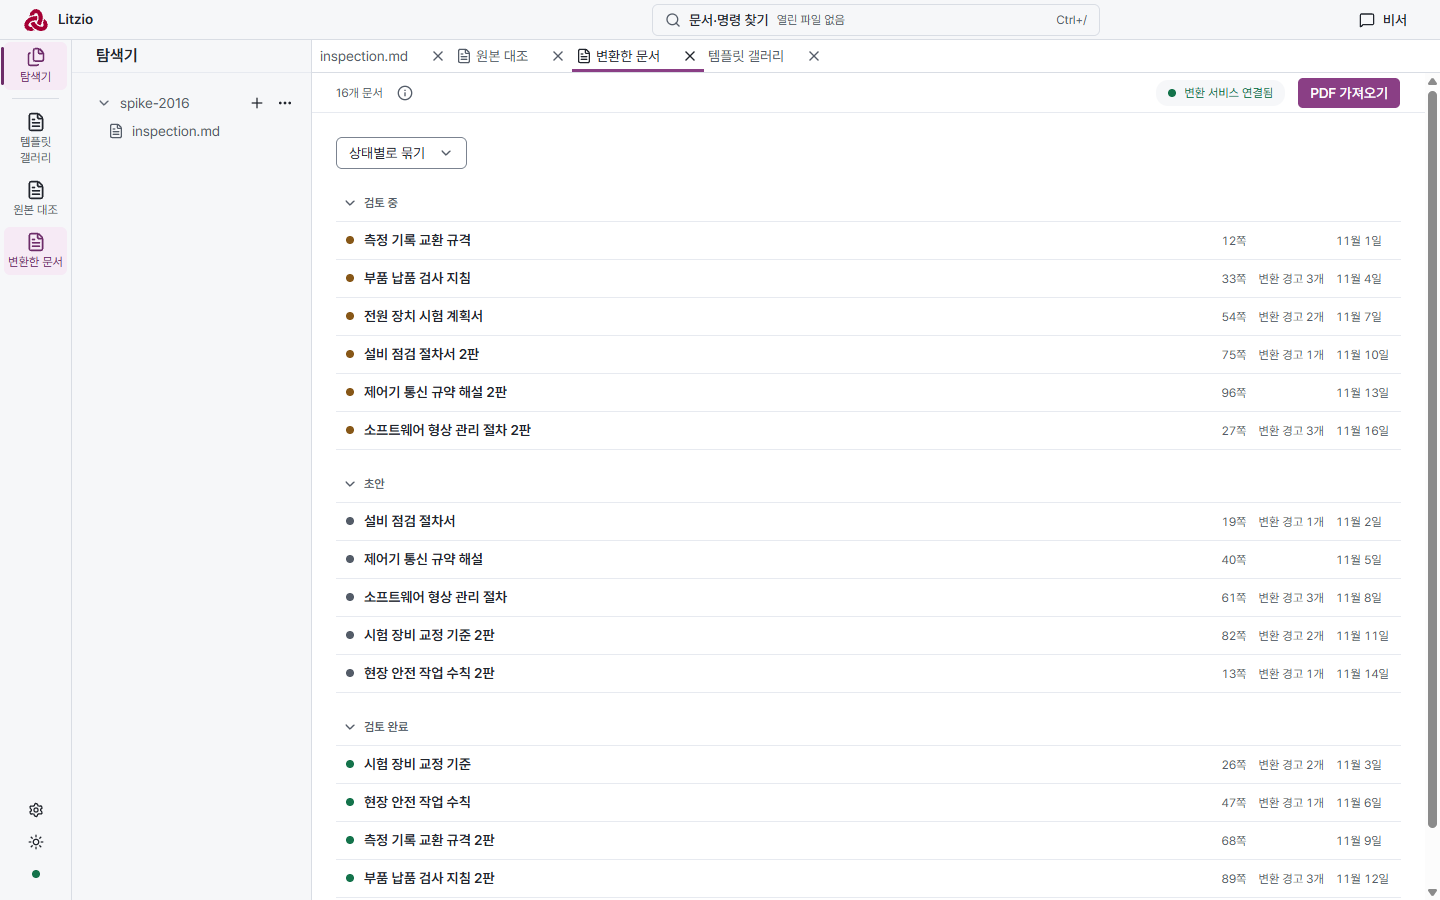 Litzio
문서·명령 찾기 열린 파일 없음 Ctrl+/
비서
탐색기
템플릿
갤러리
원본 대조
변환한 문서
탐색기
spike-2016
inspection.md
inspection.md
원본 대조
변환한 문서
템플릿 갤러리
16개 문서
변환 서비스 연결됨
PDF 가져오기
상태별로 묶기
검토 중
측정 기록 교환 규격 12쪽 11월 1일
부품 납품 검사 지침 33쪽 변환 경고 3개 11월 4일
전원 장치 시험 계획서 54쪽 변환 경고 2개 11월 7일
설비 점검 절차서 2판 75쪽 변환 경고 1개 11월 10일
제어기 통신 규약 해설 2판 96쪽 11월 13일
소프트웨어 형상 관리 절차 2판 27쪽 변환 경고 3개 11월 16일
초안
설비 점검 절차서 19쪽 변환 경고 1개 11월 2일
제어기 통신 규약 해설 40쪽 11월 5일
소프트웨어 형상 관리 절차 61쪽 변환 경고 3개 11월 8일
시험 장비 교정 기준 2판 82쪽 변환 경고 2개 11월 11일
현장 안전 작업 수칙 2판 13쪽 변환 경고 1개 11월 14일
검토 완료
시험 장비 교정 기준 26쪽 변환 경고 2개 11월 3일
현장 안전 작업 수칙 47쪽 변환 경고 1개 11월 6일
측정 기록 교환 규격 2판 68쪽 11월 9일
부품 납품 검사 지침 2판 89쪽 변환 경고 3개 11월 12일